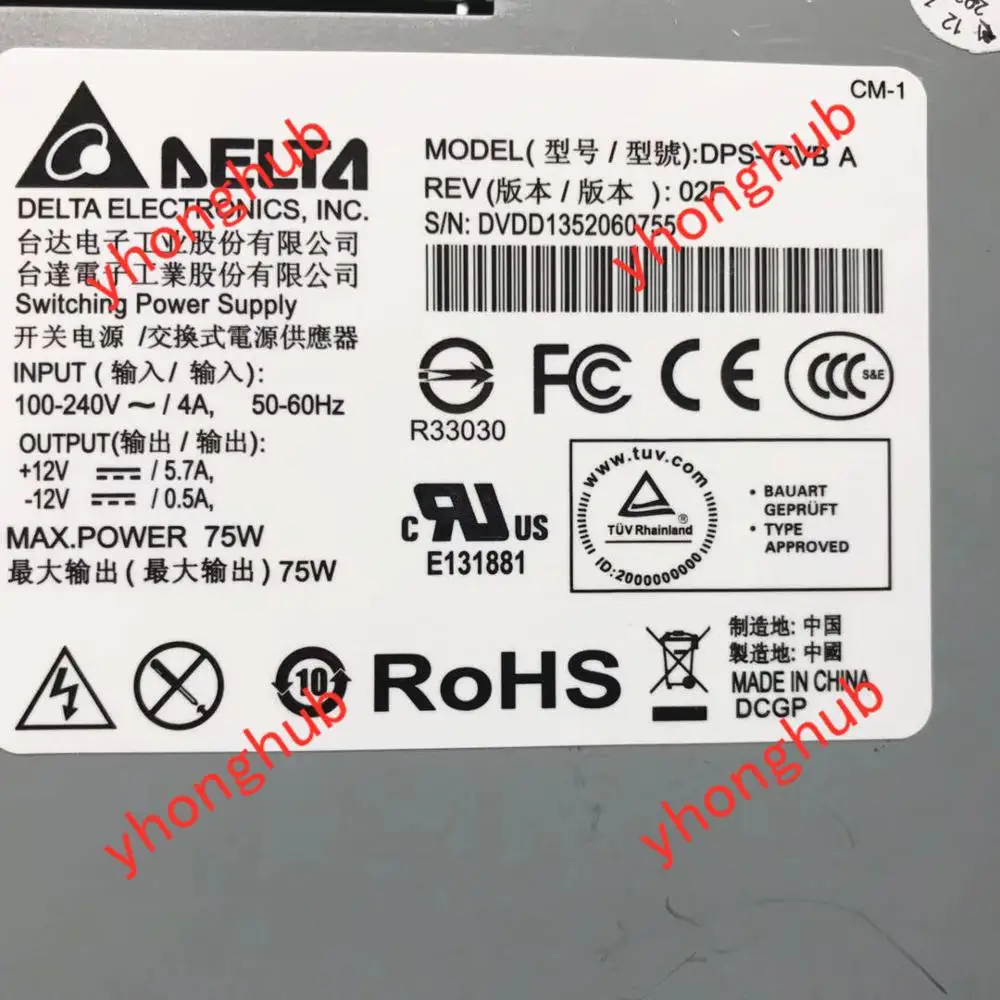 CM-1
DELTA
DELTA ELECTRONICS, INC.
台达电子工业股份有限公司
台達電子工業股份有限公司
Switching Power Supply
开关电源 /交換式電源供應器
INPUT ( 输入 / 輸入 ):
100-240V ~ / 4A, 50-60Hz
OUTPUT(输出 / 输出):
+12V ⎓ / 5.7A,
-12V ⎓ / 0.5A,
MAX.POWER 75W
最大输出 ( 最大输出 ) 75W
MODEL( 型号 / 型號):DPS-75VB A
REV (版本 / 版本 ): 02F
S/N: DVDD1352060755
R33030
FC
CE
CCC S&E
c RU US
E131881
www.tuv.com
TÜV Rheinland
®
ID:2000000000
• BAUART
GEPRÜFT
• TYPE
APPROVED
10
RoHS
制造地: 中国
製造地: 中國
MADE IN CHINA
DCGP
yhonghub
yhonghub
yhonghub
yhonghub